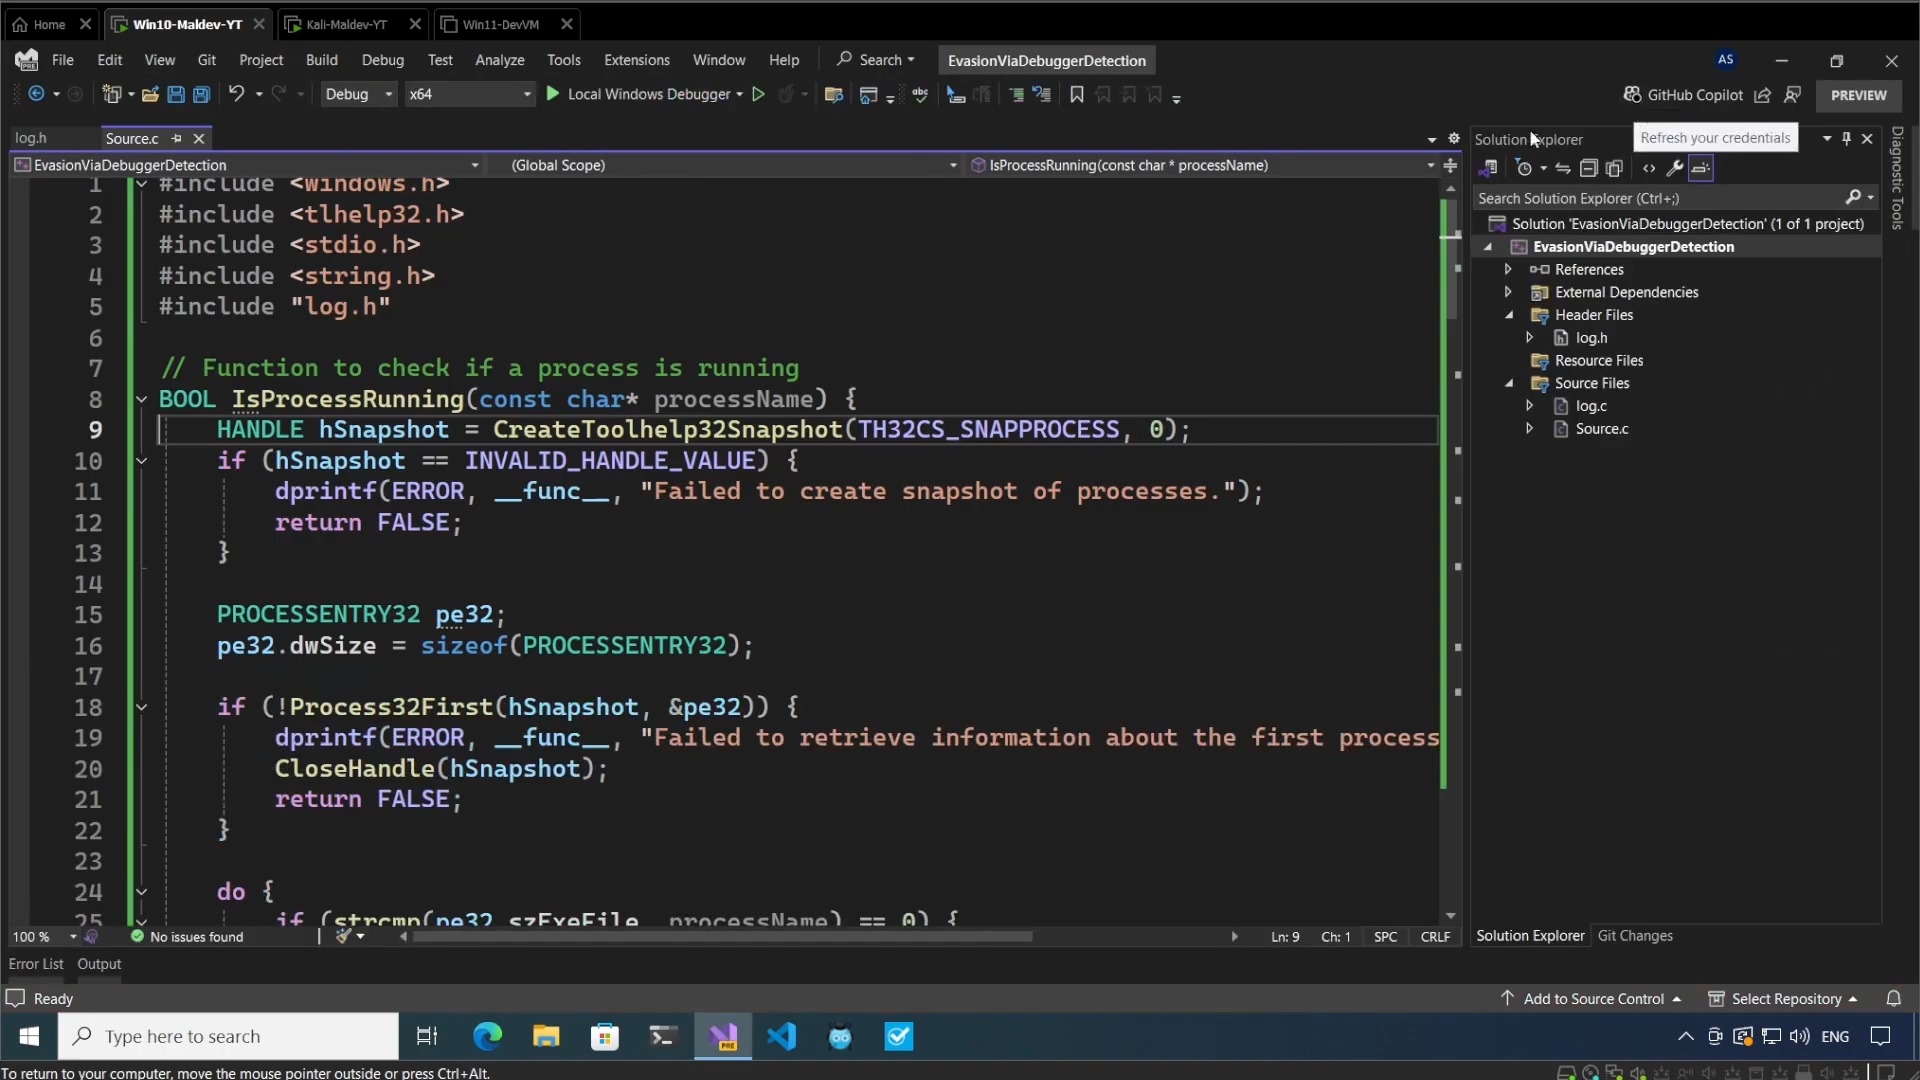 Home
Win10-Maldev-YT
Kali-Maldev-YT
Win11-DevVM
File Edit View Git Project Build Debug Test Analyze Tools Extensions Window Help Search EvasionViaDebuggerDetection AS
Debug x64 Local Windows Debugger GitHub Copilot PREVIEW
log.h Source.c
EvasionViaDebuggerDetection (Global Scope) IsProcessRunning(const char * processName)
1 #include <windows.h>
2 #include <tlhelp32.h>
3 #include <stdio.h>
4 #include <string.h>
5 #include "log.h"
6
7 // Function to check if a process is running
8 BOOL IsProcessRunning(const char* processName) {
9 HANDLE hSnapshot = CreateToolhelp32Snapshot(TH32CS_SNAPPROCESS, 0);
10 if (hSnapshot == INVALID_HANDLE_VALUE) {
11 dprintf(ERROR, __func__, "Failed to create snapshot of processes.");
12 return FALSE;
13 }
14
15 PROCESSENTRY32 pe32;
16 pe32.dwSize = sizeof(PROCESSENTRY32);
17
18 if (!Process32First(hSnapshot, &pe32)) {
19 dprintf(ERROR, __func__, "Failed to retrieve information about the first process
20 CloseHandle(hSnapshot);
21 return FALSE;
22 }
23
24 do {
25 if (strcmp(pe32.szExeFile, processName) == 0) {
100 % No issues found Ln: 9 Ch: 1 SPC CRLF
Solution Explorer
Refresh your credentials
Search Solution Explorer (Ctrl+;)
Solution 'EvasionViaDebuggerDetection' (1 of 1 project)
EvasionViaDebuggerDetection
References
External Dependencies
Header Files
log.h
Resource Files
Source Files
log.c
Source.c
Solution Explorer Git Changes
Diagnostic Tools
Error List Output
Ready Add to Source Control Select Repository
Type here to search ENG
To return to your computer, move the mouse pointer outside or press Ctrl+Alt.